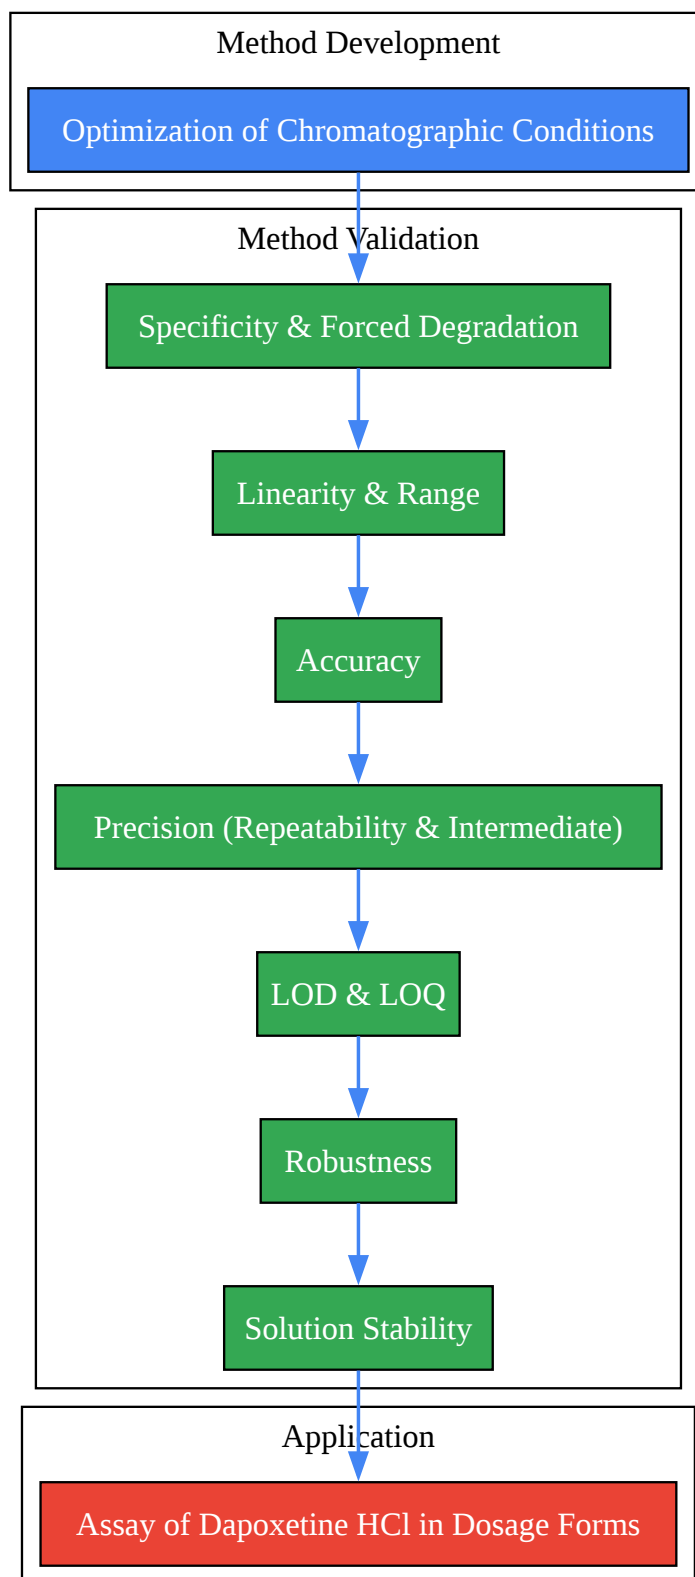 Method Development
Optimization of Chromatographic Conditions
Method Validation
Specificity & Forced Degradation
Linearity & Range
Accuracy
Precision (Repeatability & Intermediate)
LOD & LOQ
Robustness
Solution Stability
Application
Assay of Dapoxetine HCl in Dosage Forms